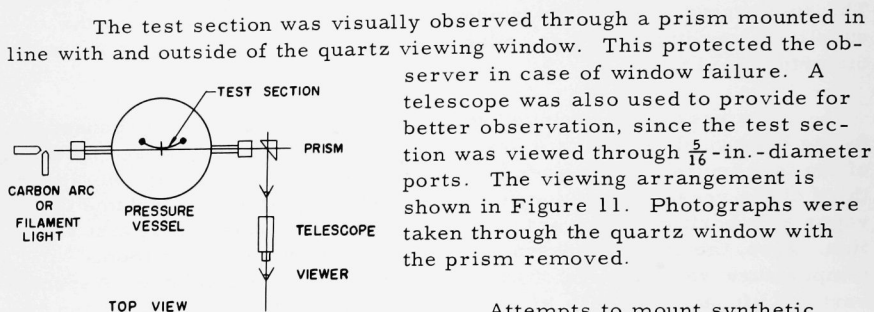 The test section was visually observed through a prism mounted in
line with and outside of the quartz viewing window. This protected the ob-
server in case of window failure. A
telescope was also used to provide for
better observation, since the test sec-
tion was viewed through 5/16-in.-diameter
ports. The viewing arrangement is
shown in Figure 11. Photographs were
taken through the quartz window with
the prism removed.
TEST SECTION
PRISM
CARBON ARC
OR
FILAMENT
LIGHT
PRESSURE
VESSEL
TELESCOPE
VIEWER
TOP VIEW
Attempts to mount synthetic